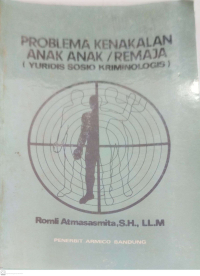 PROBLEMA KENAKALAN
ANAK ANAK/REMAJA
( YURIDIS SOSIO KRIMINOLOGIS )
Romli Atmasasmita, S.H., LL.M
PENERBIT ARMICO BANDUNG